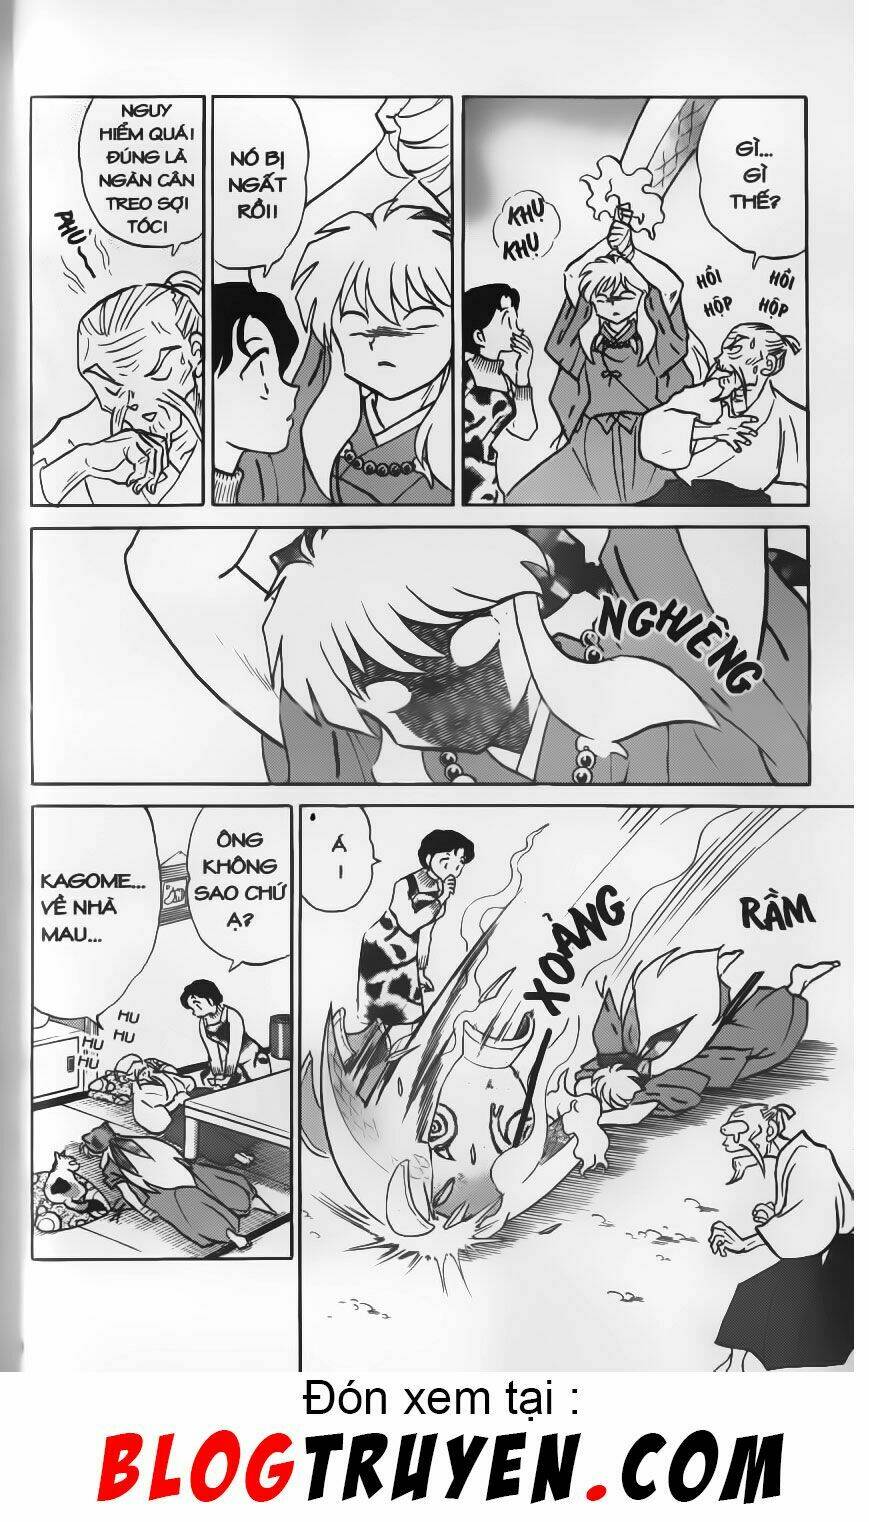 GÌ...
GÌ
THẾ?
KHỤ
KHỤ
HỒI
HỘP
HỒI
HỘP
NÓ BỊ
NGẤT
RỒI!
NGUY
HIỂM QUÁ!
ĐÚNG LÀ
NGÀN CÂN
TREO SỢI
TÓC!
PHÙ
NGHIÊNG
Á
!
XOẢNG
RẦM
ÔNG
KHÔNG
SAO CHỨ
Ạ?
KAGOME...
VỀ NHÀ
MAU...
HU
HU
HU
HU
Đón xem tại :
BLOGTRUYEN.COM